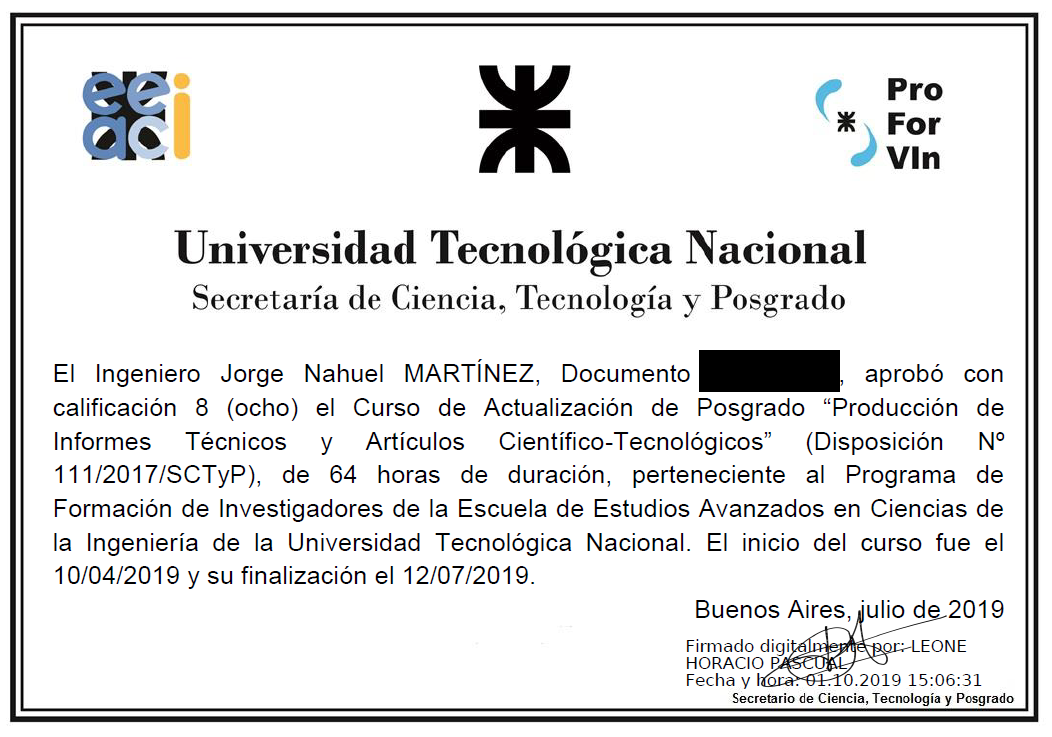 eeaci
Pro
For
VIn
Universidad Tecnológica Nacional
Secretaría de Ciencia, Tecnología y Posgrado
El Ingeniero Jorge Nahuel MARTÍNEZ, Documento , aprobó con
calificación 8 (ocho) el Curso de Actualización de Posgrado “Producción de
Informes Técnicos y Artículos Científico-Tecnológicos” (Disposición Nº
111/2017/SCTyP), de 64 horas de duración, perteneciente al Programa de
Formación de Investigadores de la Escuela de Estudios Avanzados en Ciencias de
la Ingeniería de la Universidad Tecnológica Nacional. El inicio del curso fue el
10/04/2019 y su finalización el 12/07/2019.
Buenos Aires, julio de 2019
Firmado digitalmente por: LEONE
HORACIO PASCUAL
Fecha y hora: 01.10.2019 15:06:31
Secretario de Ciencia, Tecnología y Posgrado